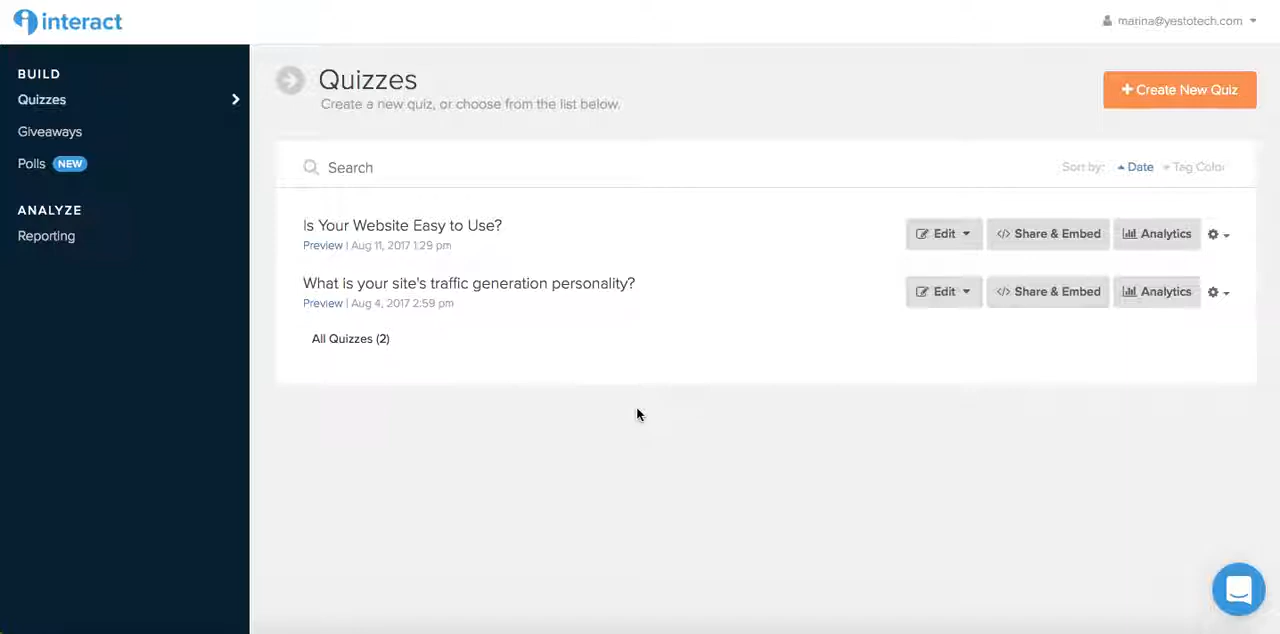 interact
marina@yestotech.com
BUILD
Quizzes
Giveaways
Polls NEW
ANALYZE
Reporting
Quizzes
Create a new quiz, or choose from the list below.
+ Create New Quiz
Search
Sort by: Date Tag Color
Is Your Website Easy to Use?
Preview | Aug 11, 2017 1:29 pm
Edit </> Share & Embed Analytics
What is your site's traffic generation personality?
Preview | Aug 4, 2017 2:59 pm
Edit </> Share & Embed Analytics
All Quizzes (2)